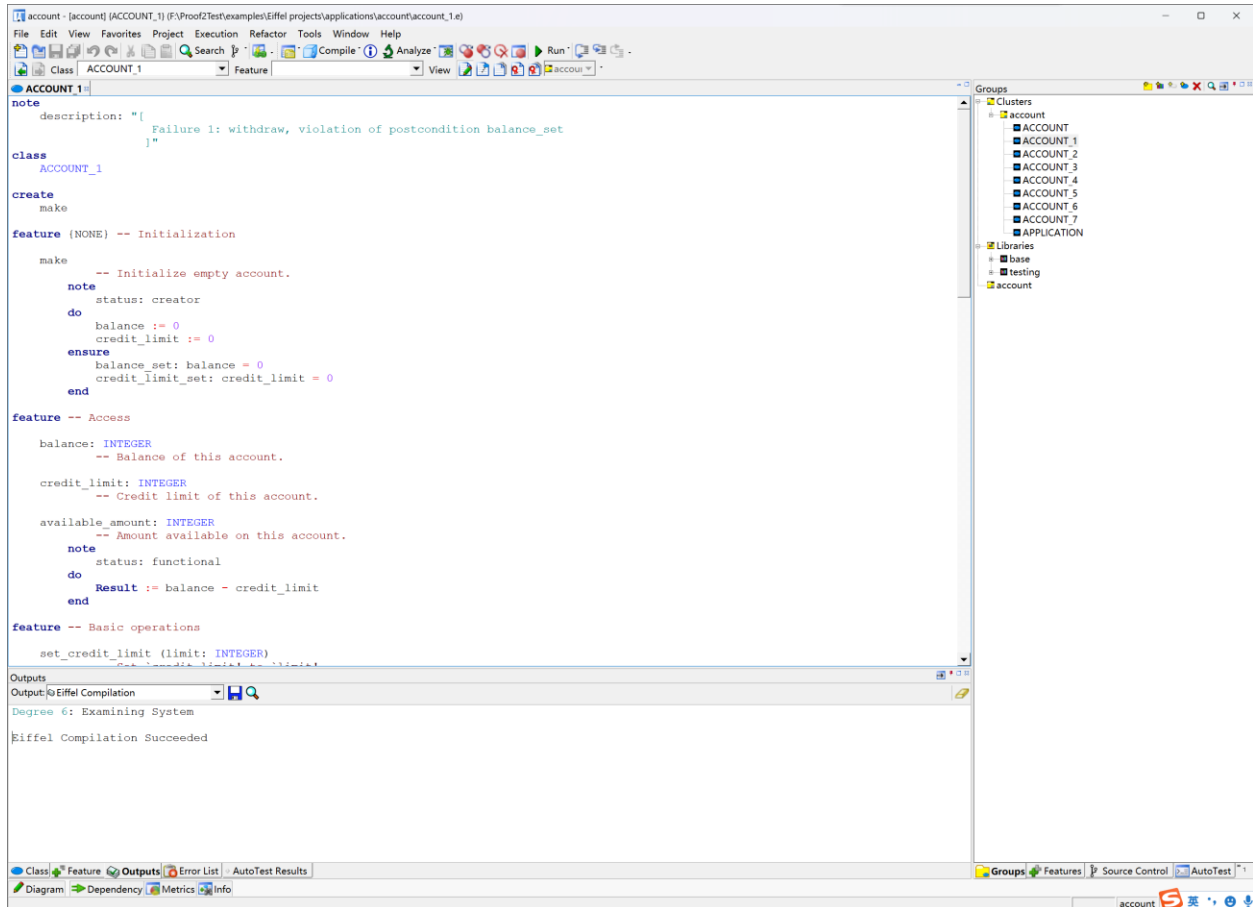 account - [account] (ACCOUNT_1) (F:\Proof2Test\examples\Eiffel projects\applications\account\account_1.e)
File Edit View Favorites Project Execution Refactor Tools Window Help
Search Compile Analyze Run
Class ACCOUNT_1 Feature View accour
ACCOUNT_1
note
description: "[
Failure 1: withdraw, violation of postcondition balance_set
]"
class
ACCOUNT_1
create
make
feature {NONE} -- Initialization
make
-- Initialize empty account.
note
status: creator
do
balance := 0
credit_limit := 0
ensure
balance_set: balance = 0
credit_limit_set: credit_limit = 0
end
feature -- Access
balance: INTEGER
-- Balance of this account.
credit_limit: INTEGER
-- Credit limit of this account.
available_amount: INTEGER
-- Amount available on this account.
note
status: functional
do
Result := balance - credit_limit
end
feature -- Basic operations
set_credit_limit (limit: INTEGER)
Groups
Clusters
account
ACCOUNT
ACCOUNT_1
ACCOUNT_2
ACCOUNT_3
ACCOUNT_4
ACCOUNT_5
ACCOUNT_6
ACCOUNT_7
APPLICATION
Libraries
base
testing
account
Outputs
Output: Eiffel Compilation
Degree 6: Examining System
Eiffel Compilation Succeeded
Class Feature Outputs Error List AutoTest Results
Groups Features Source Control AutoTest
Diagram Dependency Metrics Info
account 英